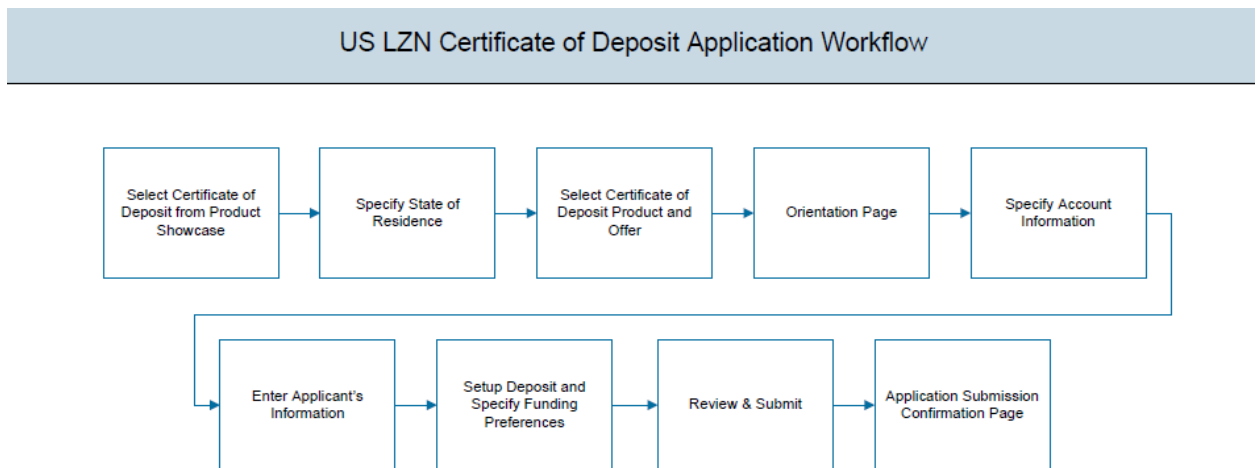 US LZN Certificate of Deposit Application Workflow
Select Certificate of
Deposit from Product
Showcase
Specify State of
Residence
Select Certificate of
Deposit Product and
Offer
Orientation Page
Specify Account
Information
Enter Applicant's
Information
Setup Deposit and
Specify Funding
Preferences
Review & Submit
Application Submission
Confirmation Page